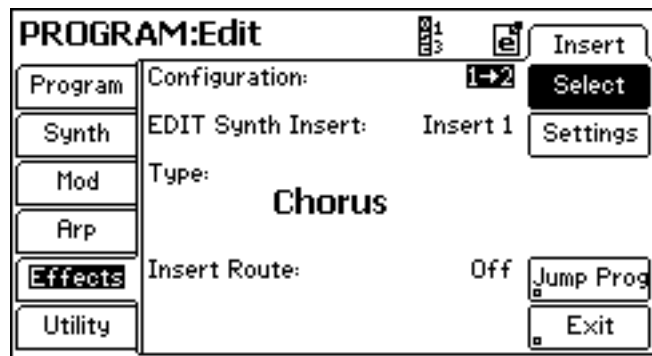 PROGRAM:Edit
Insert
Program
Configuration: 1→2
Select
Synth
EDIT Synth Insert: Insert 1
Settings
Mod
Type:
Chorus
Arp
Effects
Insert Route: Off
Jump Prog
Utility
Exit